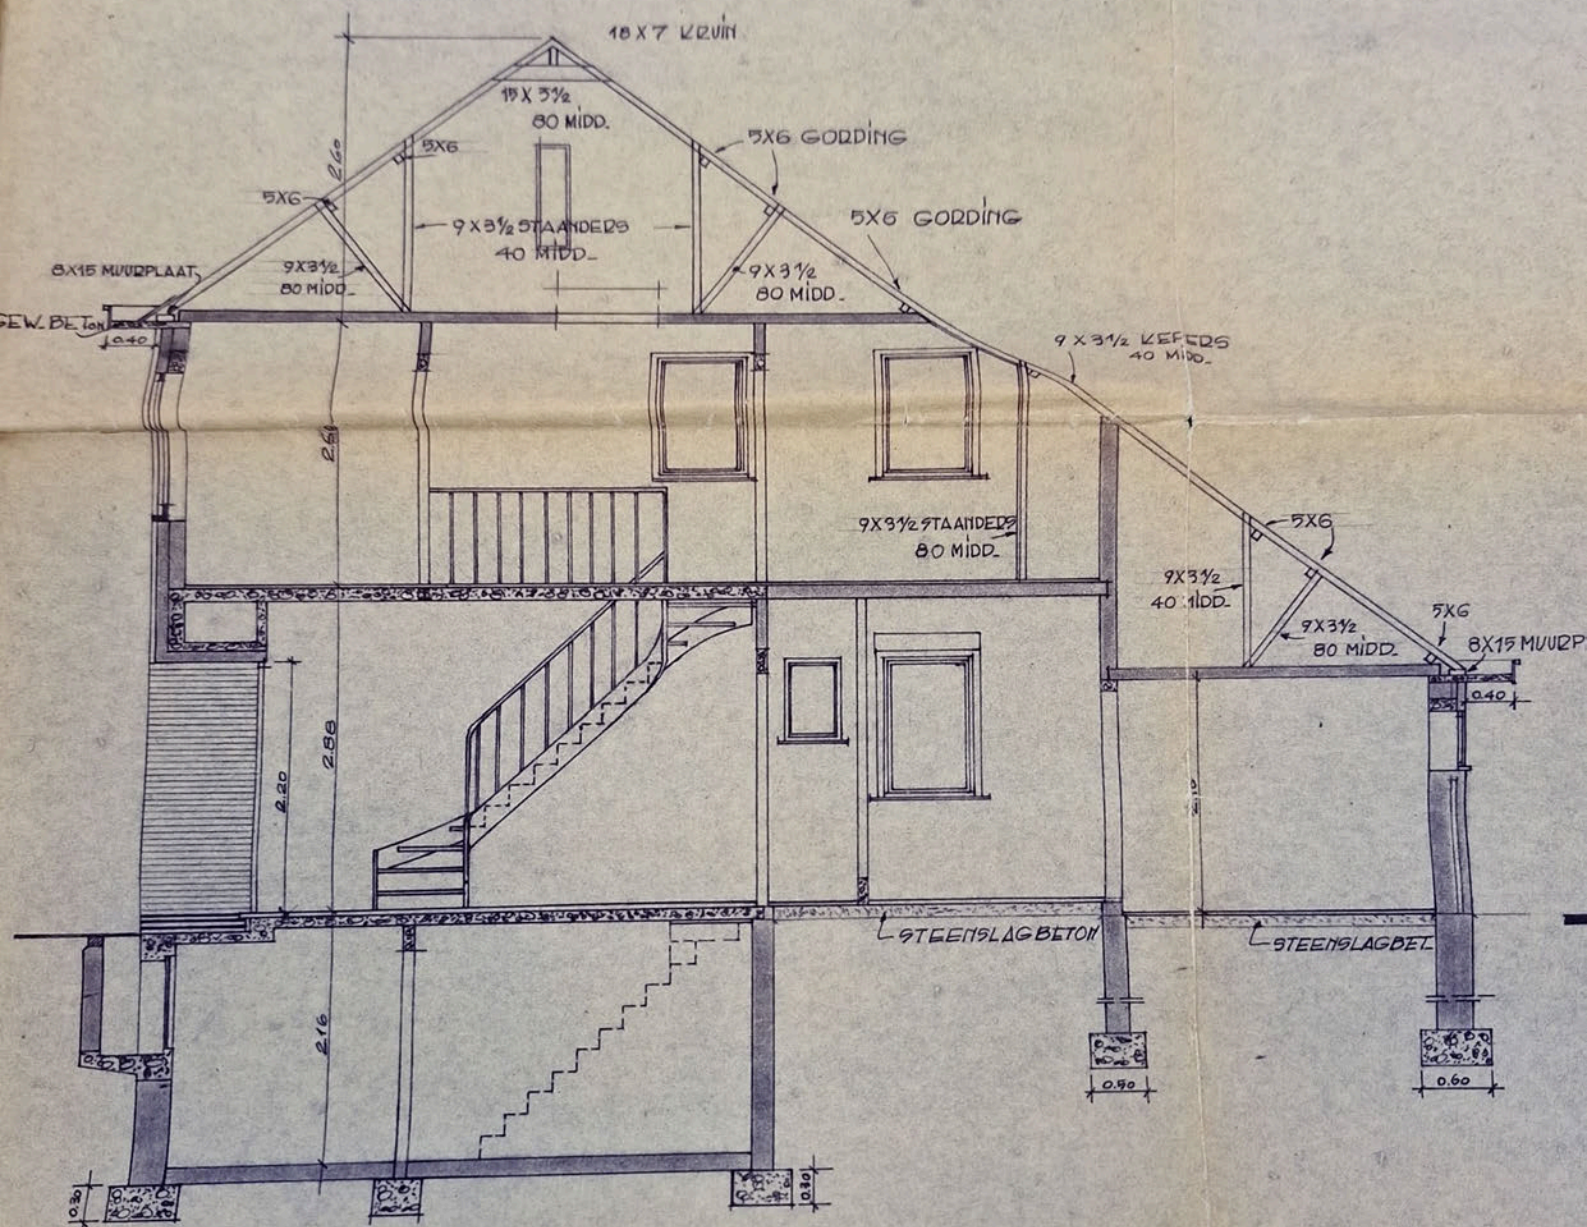 18 X 7 KRUIN
15 X 3½
80 MIDD.
5X6
5X6 GORDING
2.60
5X6
5X6 GORDING
9 X 3½ STAANDERS
40 MIDD.
8X15 MUURPLAAT
9X3½
80 MIDD.
9X3½
80 MIDD.
GEW. BETON
0.40
9 X 3½ KEPERS
40 MIDD.
2.61
9X3½ STAANDERS
80 MIDD.
5X6
9X3½
40 MIDD.
5X6
9X3½
80 MIDD.
8X15 MUURP
0.40
2.88
2.20
STEENSLAGBETON
STEENSLAGBET.
2.16
0.50
0.60
0.30
0.30